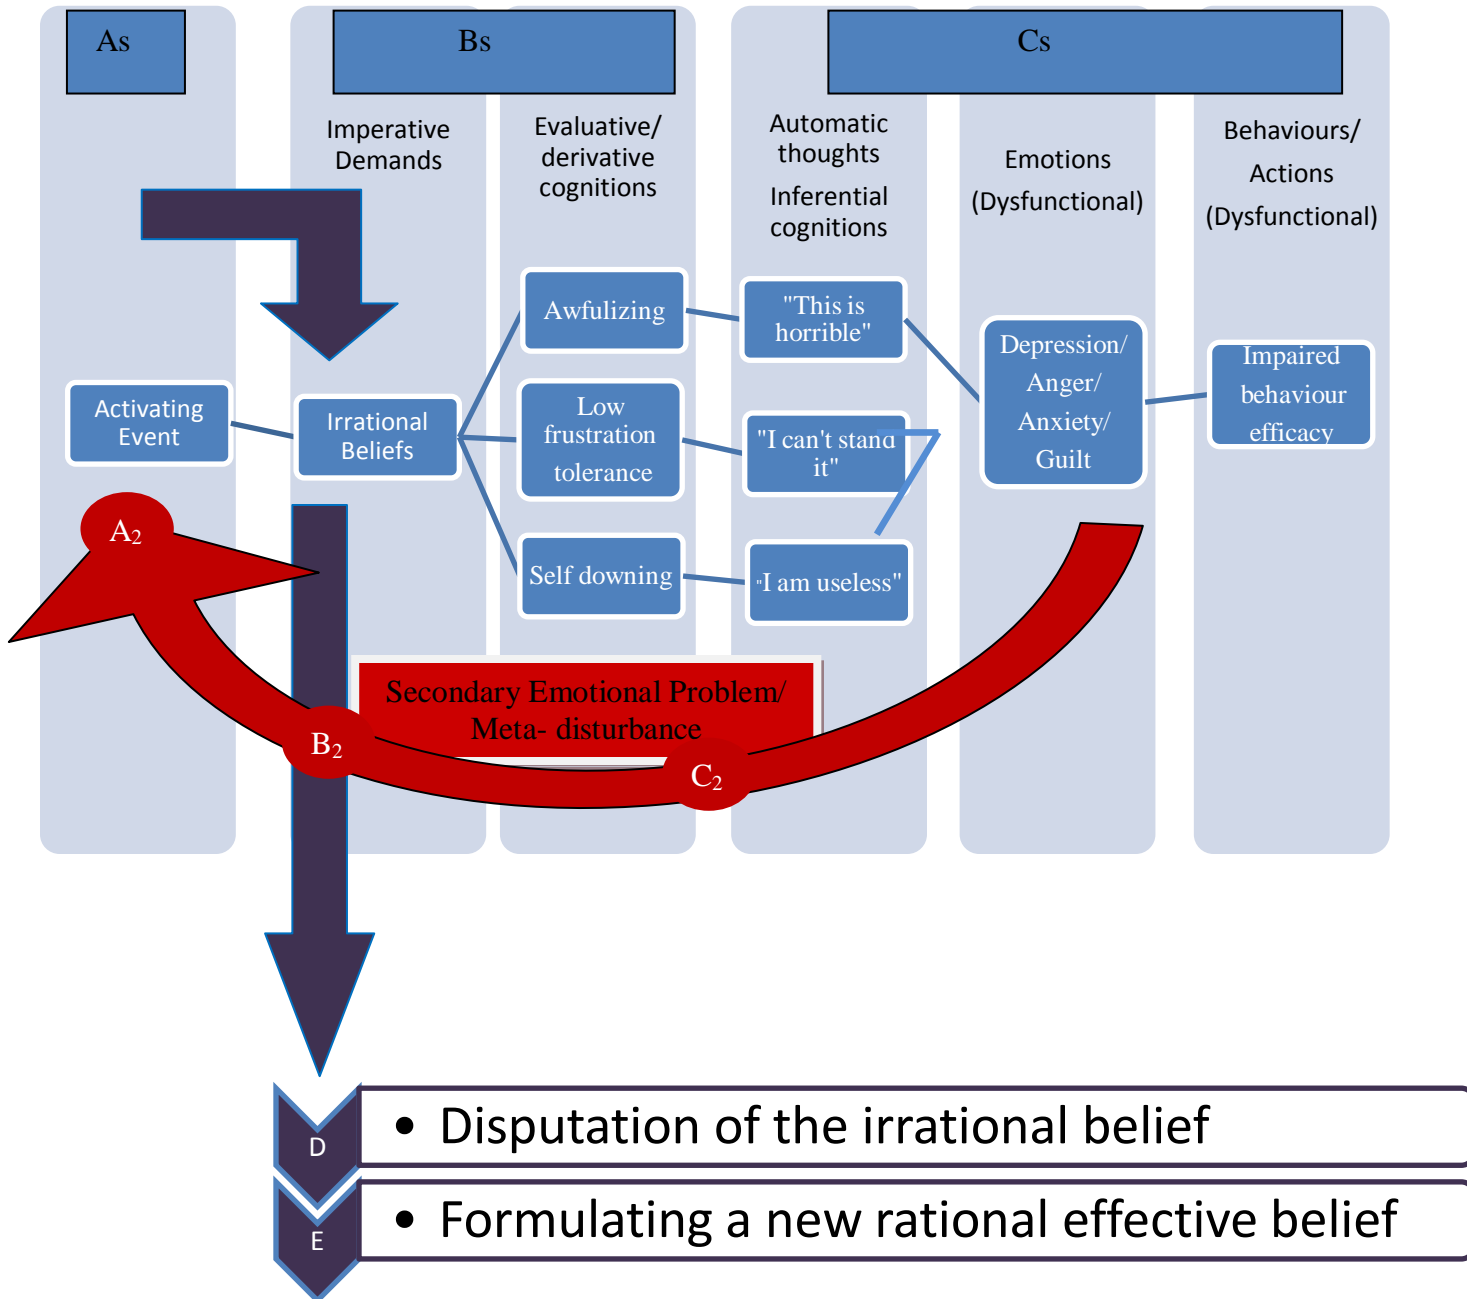 As
Bs
Cs
Imperative
Demands
Evaluative/
derivative
cognitions
Automatic
thoughts
Inferential
cognitions
Emotions
(Dysfunctional)
Behaviours/
Actions
(Dysfunctional)
Activating
Event
Irrational
Beliefs
Awfulizing
Low
frustration
tolerance
Self downing
"This is
horrible"
"I can't stand
it"
"I am useless"
Depression/
Anger/
Anxiety/
Guilt
Impaired
behaviour
efficacy
A₂
B₂
C₂
Secondary Emotional Problem/
Meta- disturbance
D
• Disputation of the irrational belief
E
• Formulating a new rational effective belief